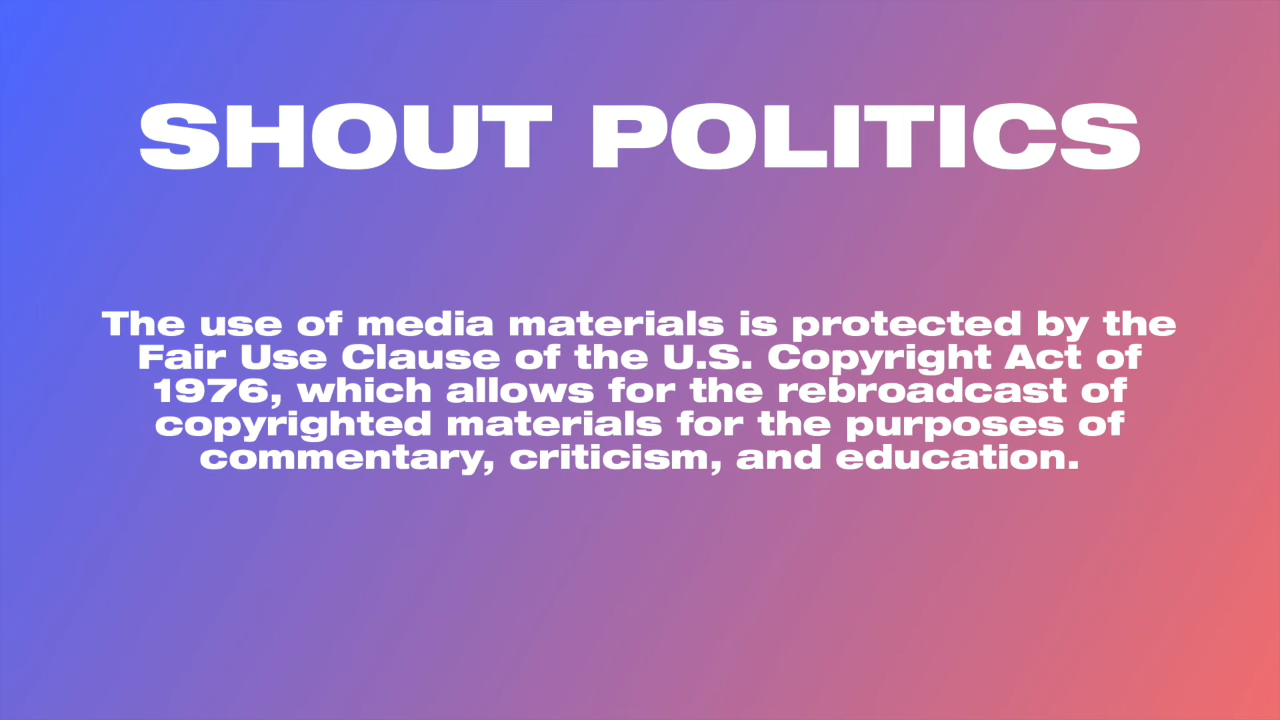 SHOUT POLITICS
The use of media materials is protected by the
Fair Use Clause of the U.S. Copyright Act of
1976, which allows for the rebroadcast of
copyrighted materials for the purposes of
commentary, criticism, and education.